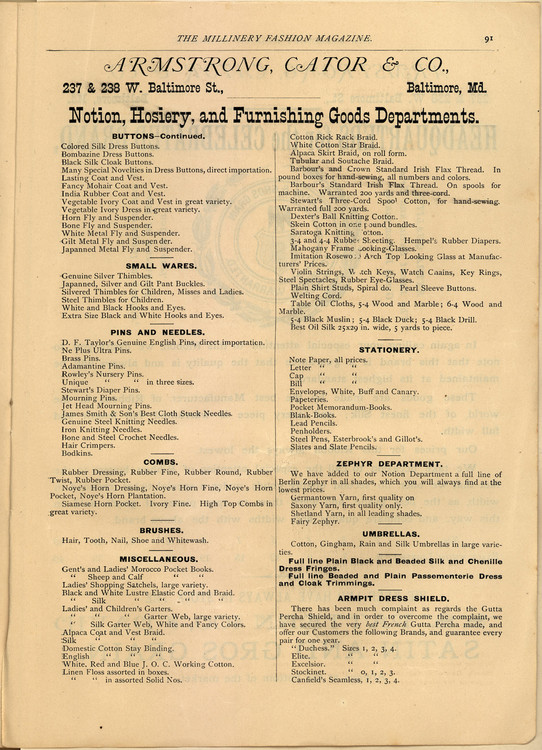 THE MILLINERY FASHION MAGAZINE. 91
ARMSTRONG, CATOR & CO.,
237 & 238 W. Baltimore St., Baltimore, Md.
Notion, Hosiery, and Furnishing Goods Departments.
BUTTONS—Continued.
Colored Silk Dress Buttons.
Bombazine Dress Buttons.
Black Silk Cloak Buttons.
Many Special Novelties in Dress Buttons, direct importation.
Lasting Coat and Vest.
Fancy Mohair Coat and Vest.
India Rubber Coat and Vest.
Vegetable Ivory Coat and Vest in great variety.
Vegetable Ivory Dress in great variety.
Horn Fly and Suspender.
Bone Fly and Suspender.
White Metal Fly and Suspender.
Gilt Metal Fly and Suspender.
Japanned Metal Fly and Suspender.
SMALL WARES.
Genuine Silver Thimbles.
Japanned, Silver and Gilt Pant Buckles.
Silvered Thimbles for Children, Misses and Ladies.
Steel Thimbles for Children.
White and Black Hooks and Eyes.
Extra Size Black and White Hooks and Eyes.
PINS AND NEEDLES.
D. F. Taylor's Genuine English Pins, direct importation.
Ne Plus Ultra Pins.
Brass Pins.
Adamantine Pins.
Rowley's Nursery Pins.
Unique " " in three sizes.
Stewart's Diaper Pins.
Mourning Pins.
Jet Head Mourning Pins.
James Smith & Son's Best Cloth Stuck Needles.
Genuine Steel Knitting Needles.
Iron Knitting Needles.
Bone and Steel Crochet Needles.
Hair Crimpers.
Bodkins.
COMBS.
Rubber Dressing, Rubber Fine, Rubber Round, Rubber
Twist, Rubber Pocket.
Noye's Horn Dressing, Noye's Horn Fine, Noye's Horn
Pocket, Noye's Horn Plantation.
Siamese Horn Pocket. Ivory Fine. High Top Combs in
great variety.
BRUSHES.
Hair, Tooth, Nail, Shoe and Whitewash.
MISCELLANEOUS.
Gent's and Ladies' Morocco Pocket Books.
" Sheep and Calf " "
Ladies' Shopping Satchels, large variety.
Black and White Lustre Elastic Cord and Braid.
" Silk " " " "
Ladies' and Children's Garters.
" " " Garter Web, large variety.
" Silk Garter Web, White and Fancy Colors.
Alpaca Coat and Vest Braid.
Silk " " "
Domestic Cotton Stay Binding.
English " " "
White, Red and Blue J. O. C. Working Cotton.
Linen Floss assorted in boxes.
" " in assorted Solid Nos.
Cotton Rick Rack Braid.
White Cotton Star Braid.
Alpaca Skirt Braid, on roll form.
Tubular and Soutache Braid.
Barbour's and Crown Standard Irish Flax Thread. In
pound boxes for hand-sewing, all numbers and colors.
Barbour's Standard Irish Flax Thread. On spools for
machine. Warranted 200 yards and three-cord.
Stewart's Three-Cord Spool Cotton, for hand-sewing.
Warranted full 200 yards.
Dexter's Ball Knitting Cotton.
Skein Cotton in one pound bundles.
Saratoga Knitting Cotton.
3-4 and 4-4 Rubber Sheeting. Hempel's Rubber Diapers.
Mahogany Frame Looking-Glasses.
Imitation Rosewood Arch Top Looking Glass at Manufac-
turers' Prices.
Violin Strings, Watch Keys, Watch Chains, Key Rings,
Steel Spectacles, Rubber Eye-Glasses.
Plain Shirt Studs, Spiral do. Pearl Sleeve Buttons.
Welting Cord.
Table Oil Cloths, 5-4 Wood and Marble; 6-4 Wood and
Marble.
5-4 Black Muslin; 5-4 Black Duck; 5-4 Black Drill.
Best Oil Silk 25x29 in. wide, 5 yards to piece.
STATIONERY.
Note Paper, all prices.
Letter " "
Cap " "
Bill " "
Envelopes, White, Buff and Canary.
Papeteries.
Pocket Memorandum-Books.
Blank-Books.
Lead Pencils.
Penholders.
Steel Pens, Esterbrook's and Gillot's.
Slates and Slate Pencils.
ZEPHYR DEPARTMENT.
We have added to our Notion Department a full line of
Berlin Zephyr in all shades, which you will always find at the
lowest prices.
Germantown Yarn, first quality on
Saxony Yarn, first quality only.
Shetland Yarn, in all leading shades.
Fairy Zephyr.
UMBRELLAS.
Cotton, Gingham, Rain and Silk Umbrellas in large varie-
ties.
Full line Plain Black and Beaded Silk and Chenille
Dress Fringes.
Full line Beaded and Plain Passementerie Dress
and Cloak Trimmings.
ARMPIT DRESS SHIELD.
There has been much complaint as regards the Gutta
Percha Shield, and in order to overcome the complaint, we
have secured the very best French Gutta Percha made, and
offer our Customers the following Brands, and guarantee every
pair for one year.
"Duchess." Sizes 1, 2, 3, 4.
Elite. " "
Excelsior. " "
Stockinet. " 0, 1, 2, 3.
Canfield's Seamless, 1, 2, 3, 4.